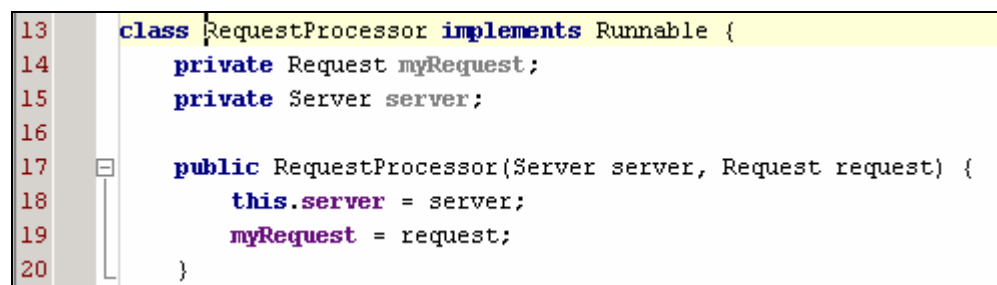 13 class RequestProcessor implements Runnable {
14 private Request myRequest;
15 private Server server;
16
17 public RequestProcessor(Server server, Request request) {
18 this.server = server;
19 myRequest = request;
20 }